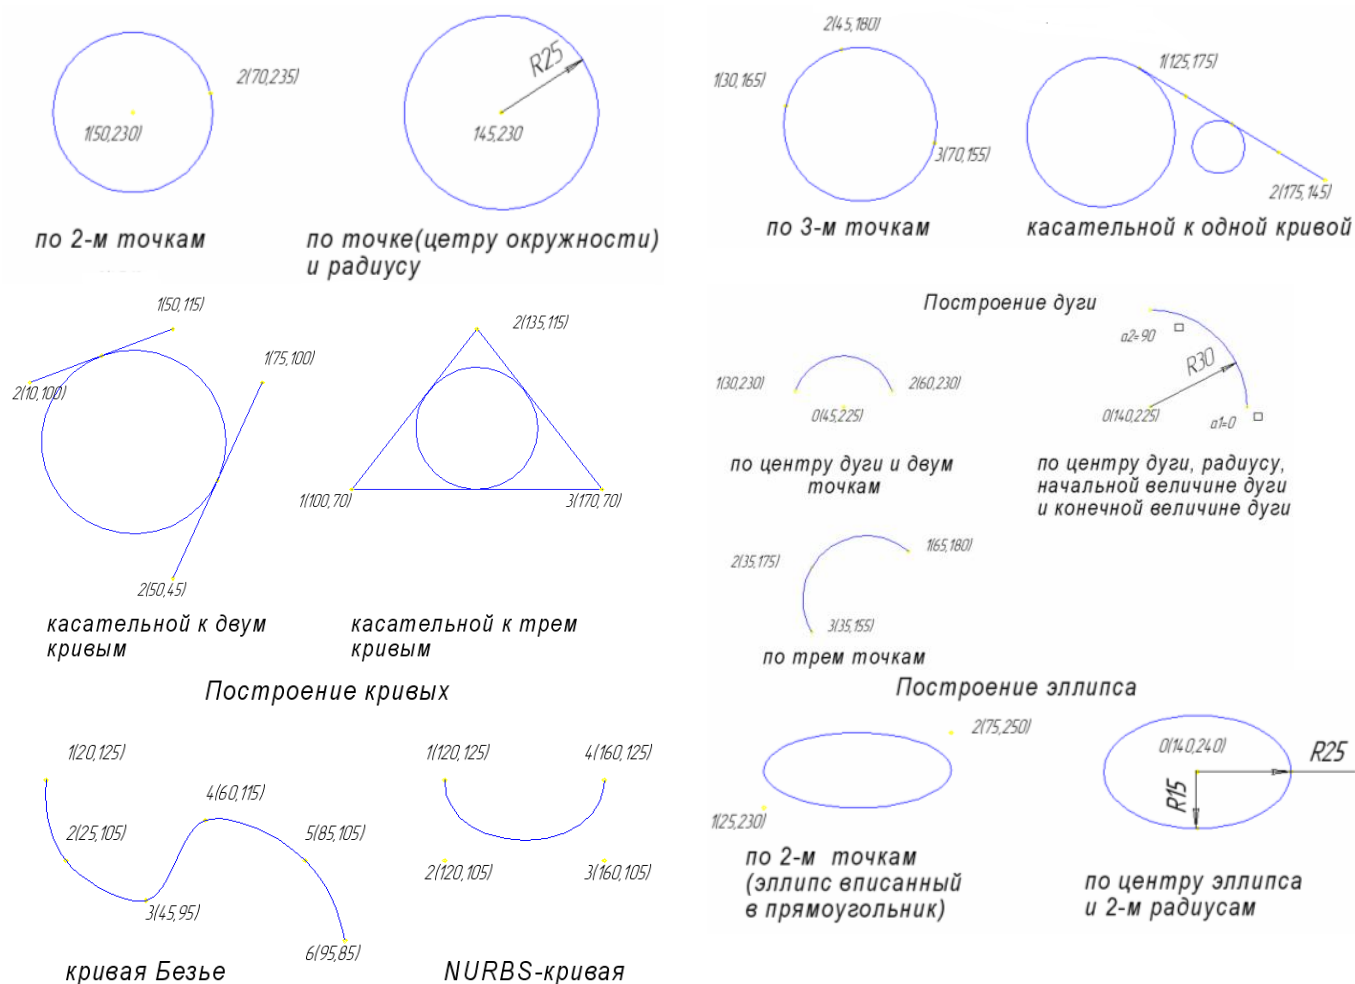 2(70,235)
1(50,230)
по 2-м точкам
R25
145,230
по точке(цетру окружности)
и радиусу
2(45,180)
1(30,165)
3(70,155)
по 3-м точкам
1(125,175)
2(175,145)
касательной к одной кривой
1(50,115)
2(10,100)
1(75,100)
2(50,45)
касательной к двум
кривым
2(135,115)
1(100,70)
3(170,70)
касательной к трем
кривым
Построение дуги
1(30,230)
2(60,230)
0(45,225)
по центру дуги и двум
точкам
a2=90
R30
0(140,225)
a1=0
по центру дуги, радиусу,
начальной величине дуги
и конечной величине дуги
1(65,180)
2(35,175)
3(35,155)
по трем точкам
Построение кривых
1(20,125)
2(25,105)
3(45,95)
4(60,115)
5(85,105)
6(95,85)
кривая Безье
1(120,125)
4(160,125)
2(120,105)
3(160,105)
NURBS-кривая
Построение эллипса
2(75,250)
1(25,230)
по 2-м точкам
(эллипс вписанный
в прямоугольник)
0(140,240)
R25
R15
по центру эллипса
и 2-м радиусам